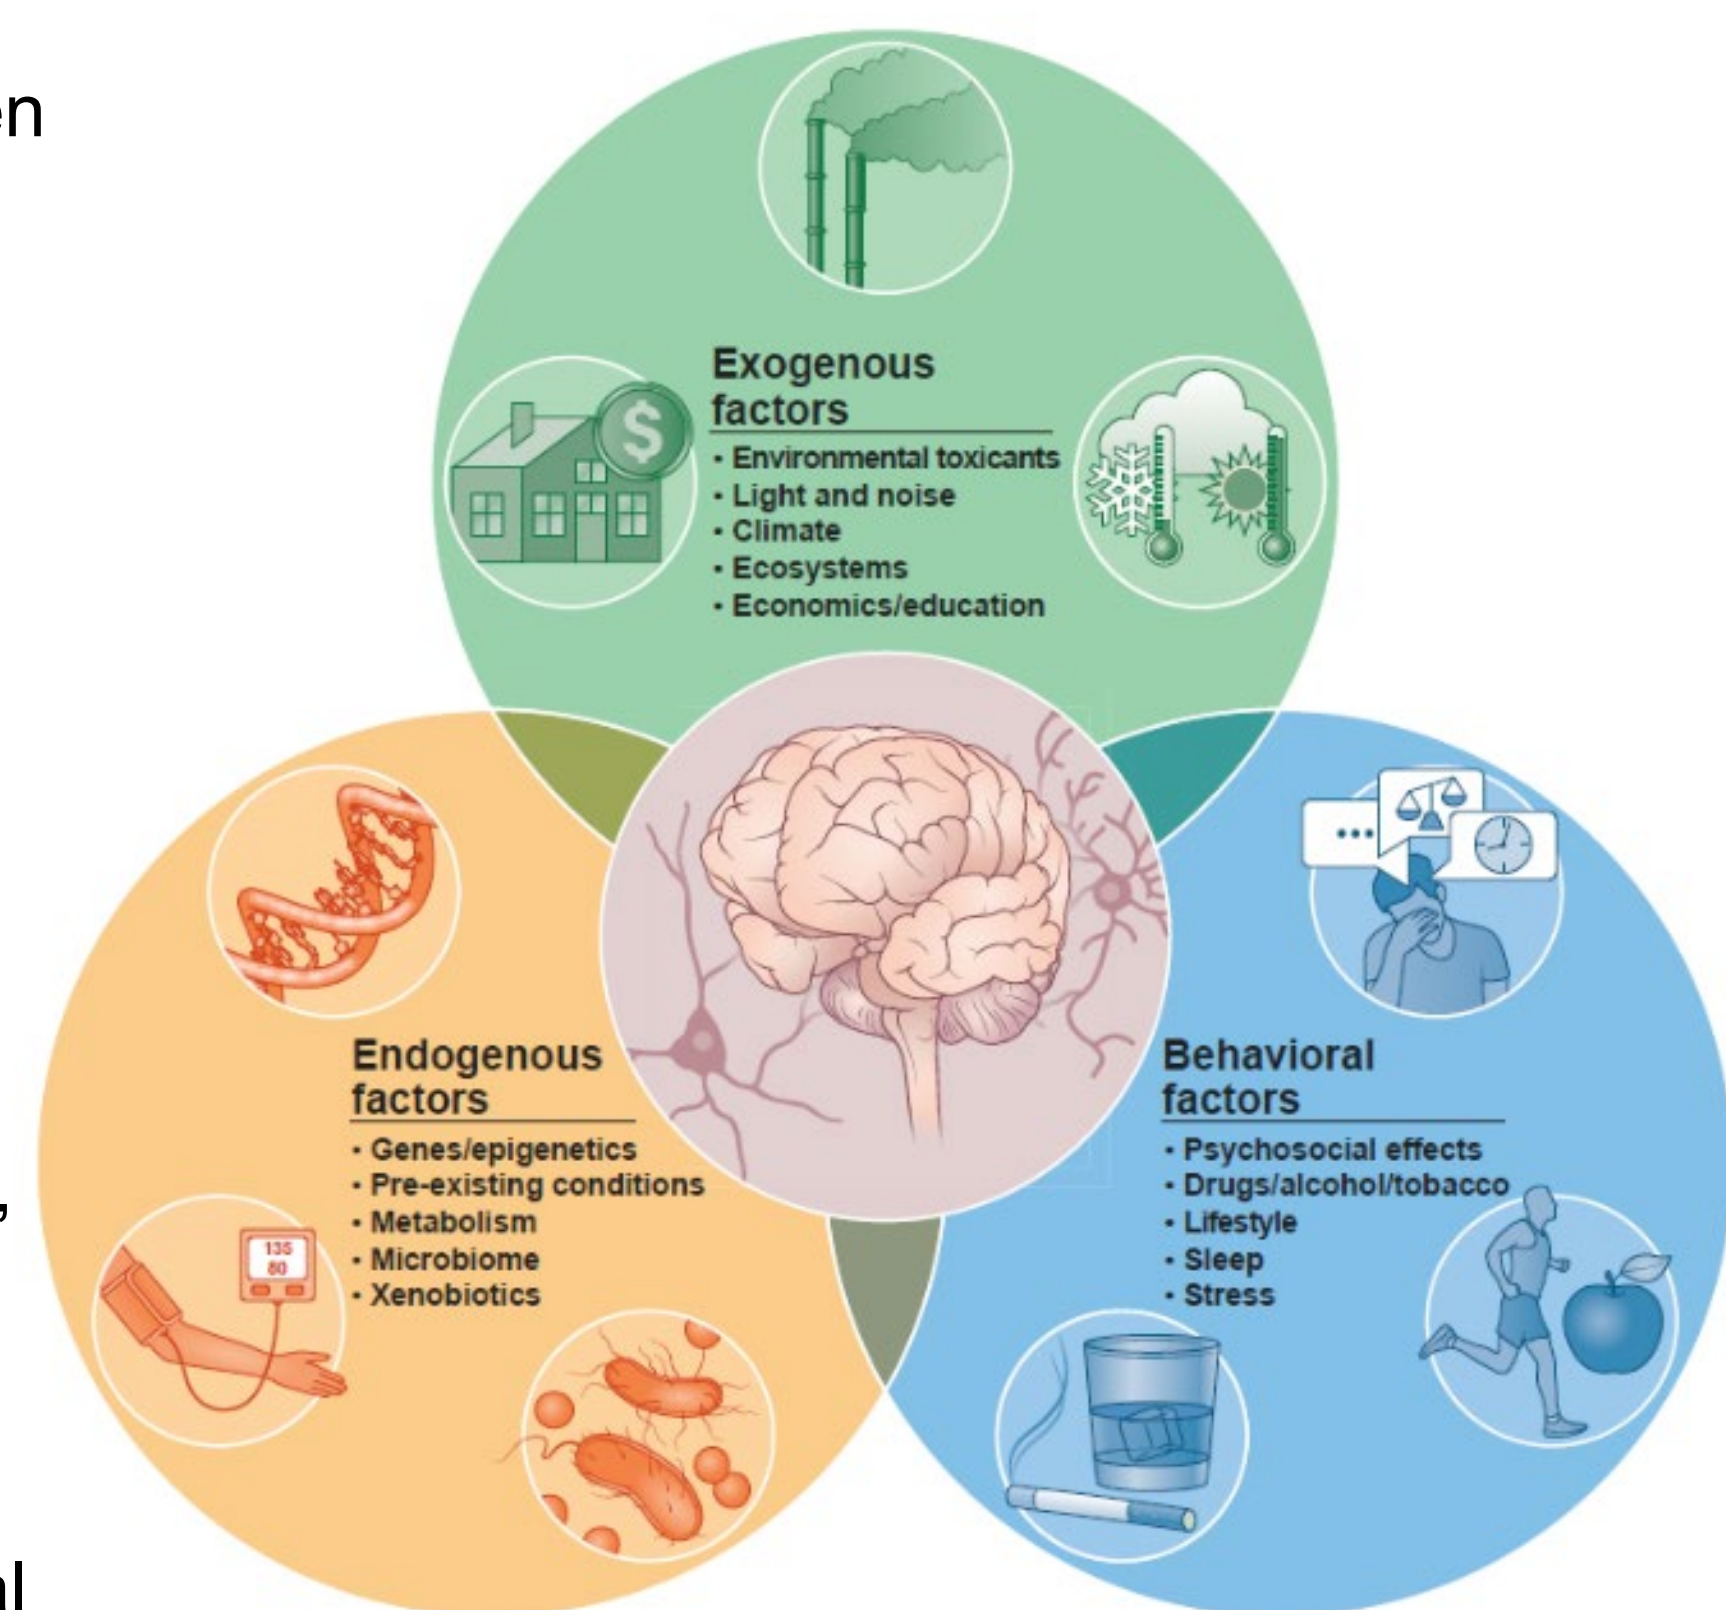 en
$
Exogenous
factors
• Environmental toxicants
• Light and noise
• Climate
• Ecosystems
• Economics/education
Endogenous
factors
• Genes/epigenetics
• Pre-existing conditions
• Metabolism
• Microbiome
• Xenobiotics
135
80
Behavioral
factors
• Psychosocial effects
• Drugs/alcohol/tobacco
• Lifestyle
• Sleep
• Stress
,
al